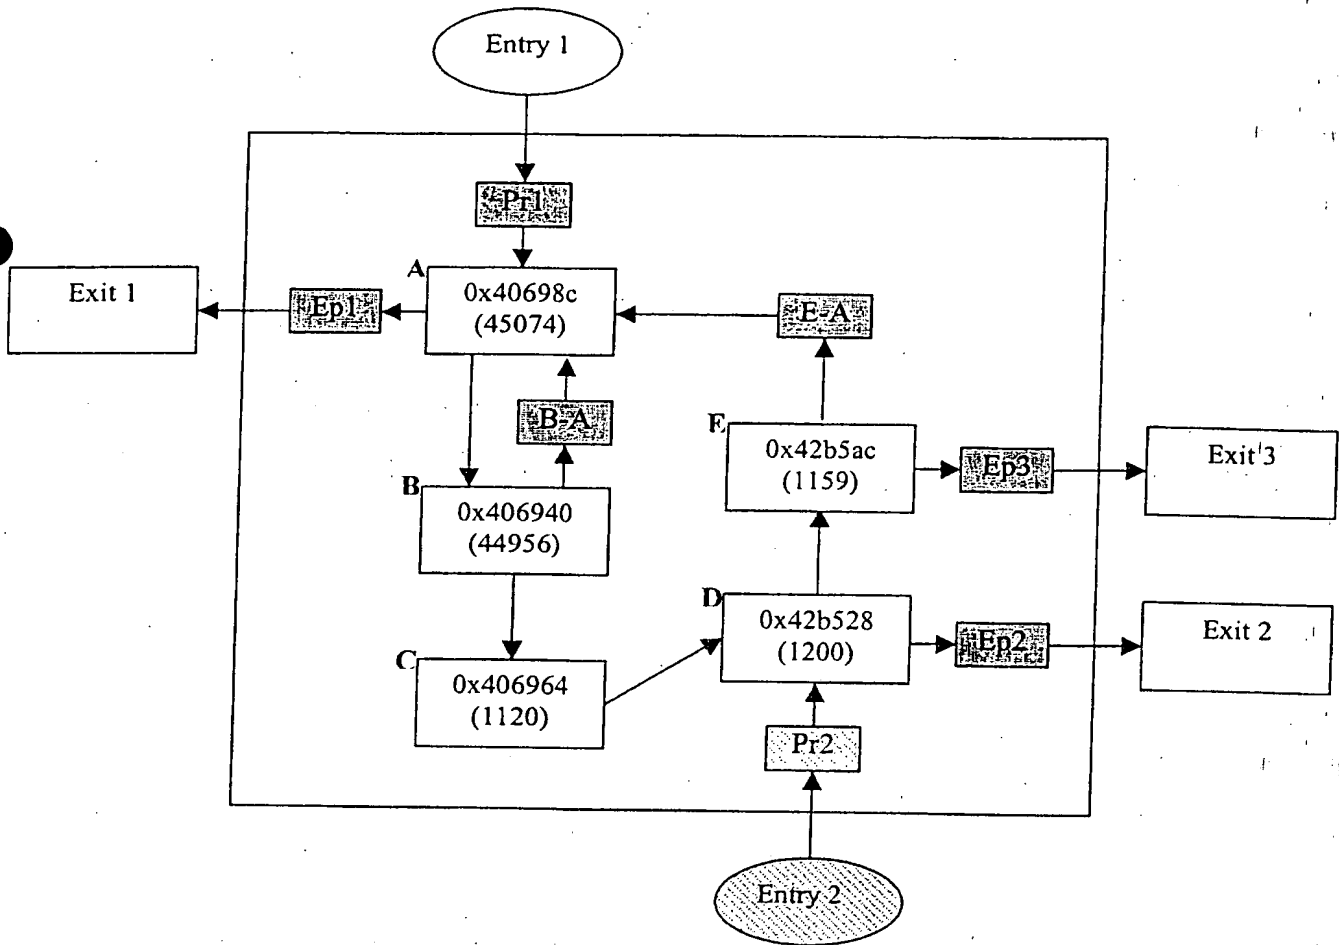 Entry 1
Pr1
A
0x40698c
(45074)
Exit 1
Ep1
E-A
B-A
E
0x42b5ac
(1159)
Ep3
Exit 3
B
0x406940
(44956)
D
0x42b528
(1200)
Ep2
Exit 2
C
0x406964
(1120)
Pr2
Entry 2